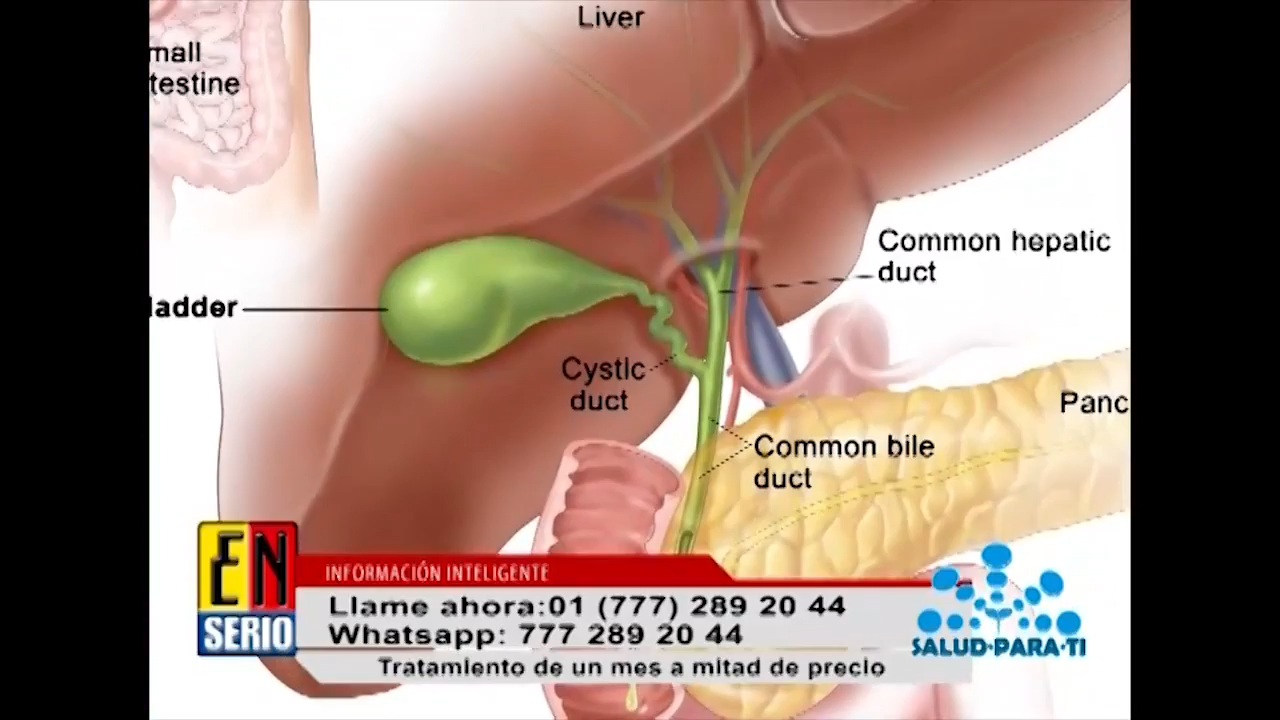 Liver
mall
testine
Common hepatic
duct
ladder
Cystic
duct
Panc
Common bile
duct
EN
SERIO
INFORMACIÓN INTELIGENTE
Llame ahora:01 (777) 289 20 44
Whatsapp: 777 289 20 44
Tratamiento de un mes a mitad de precio
SALUD·PARA·TI